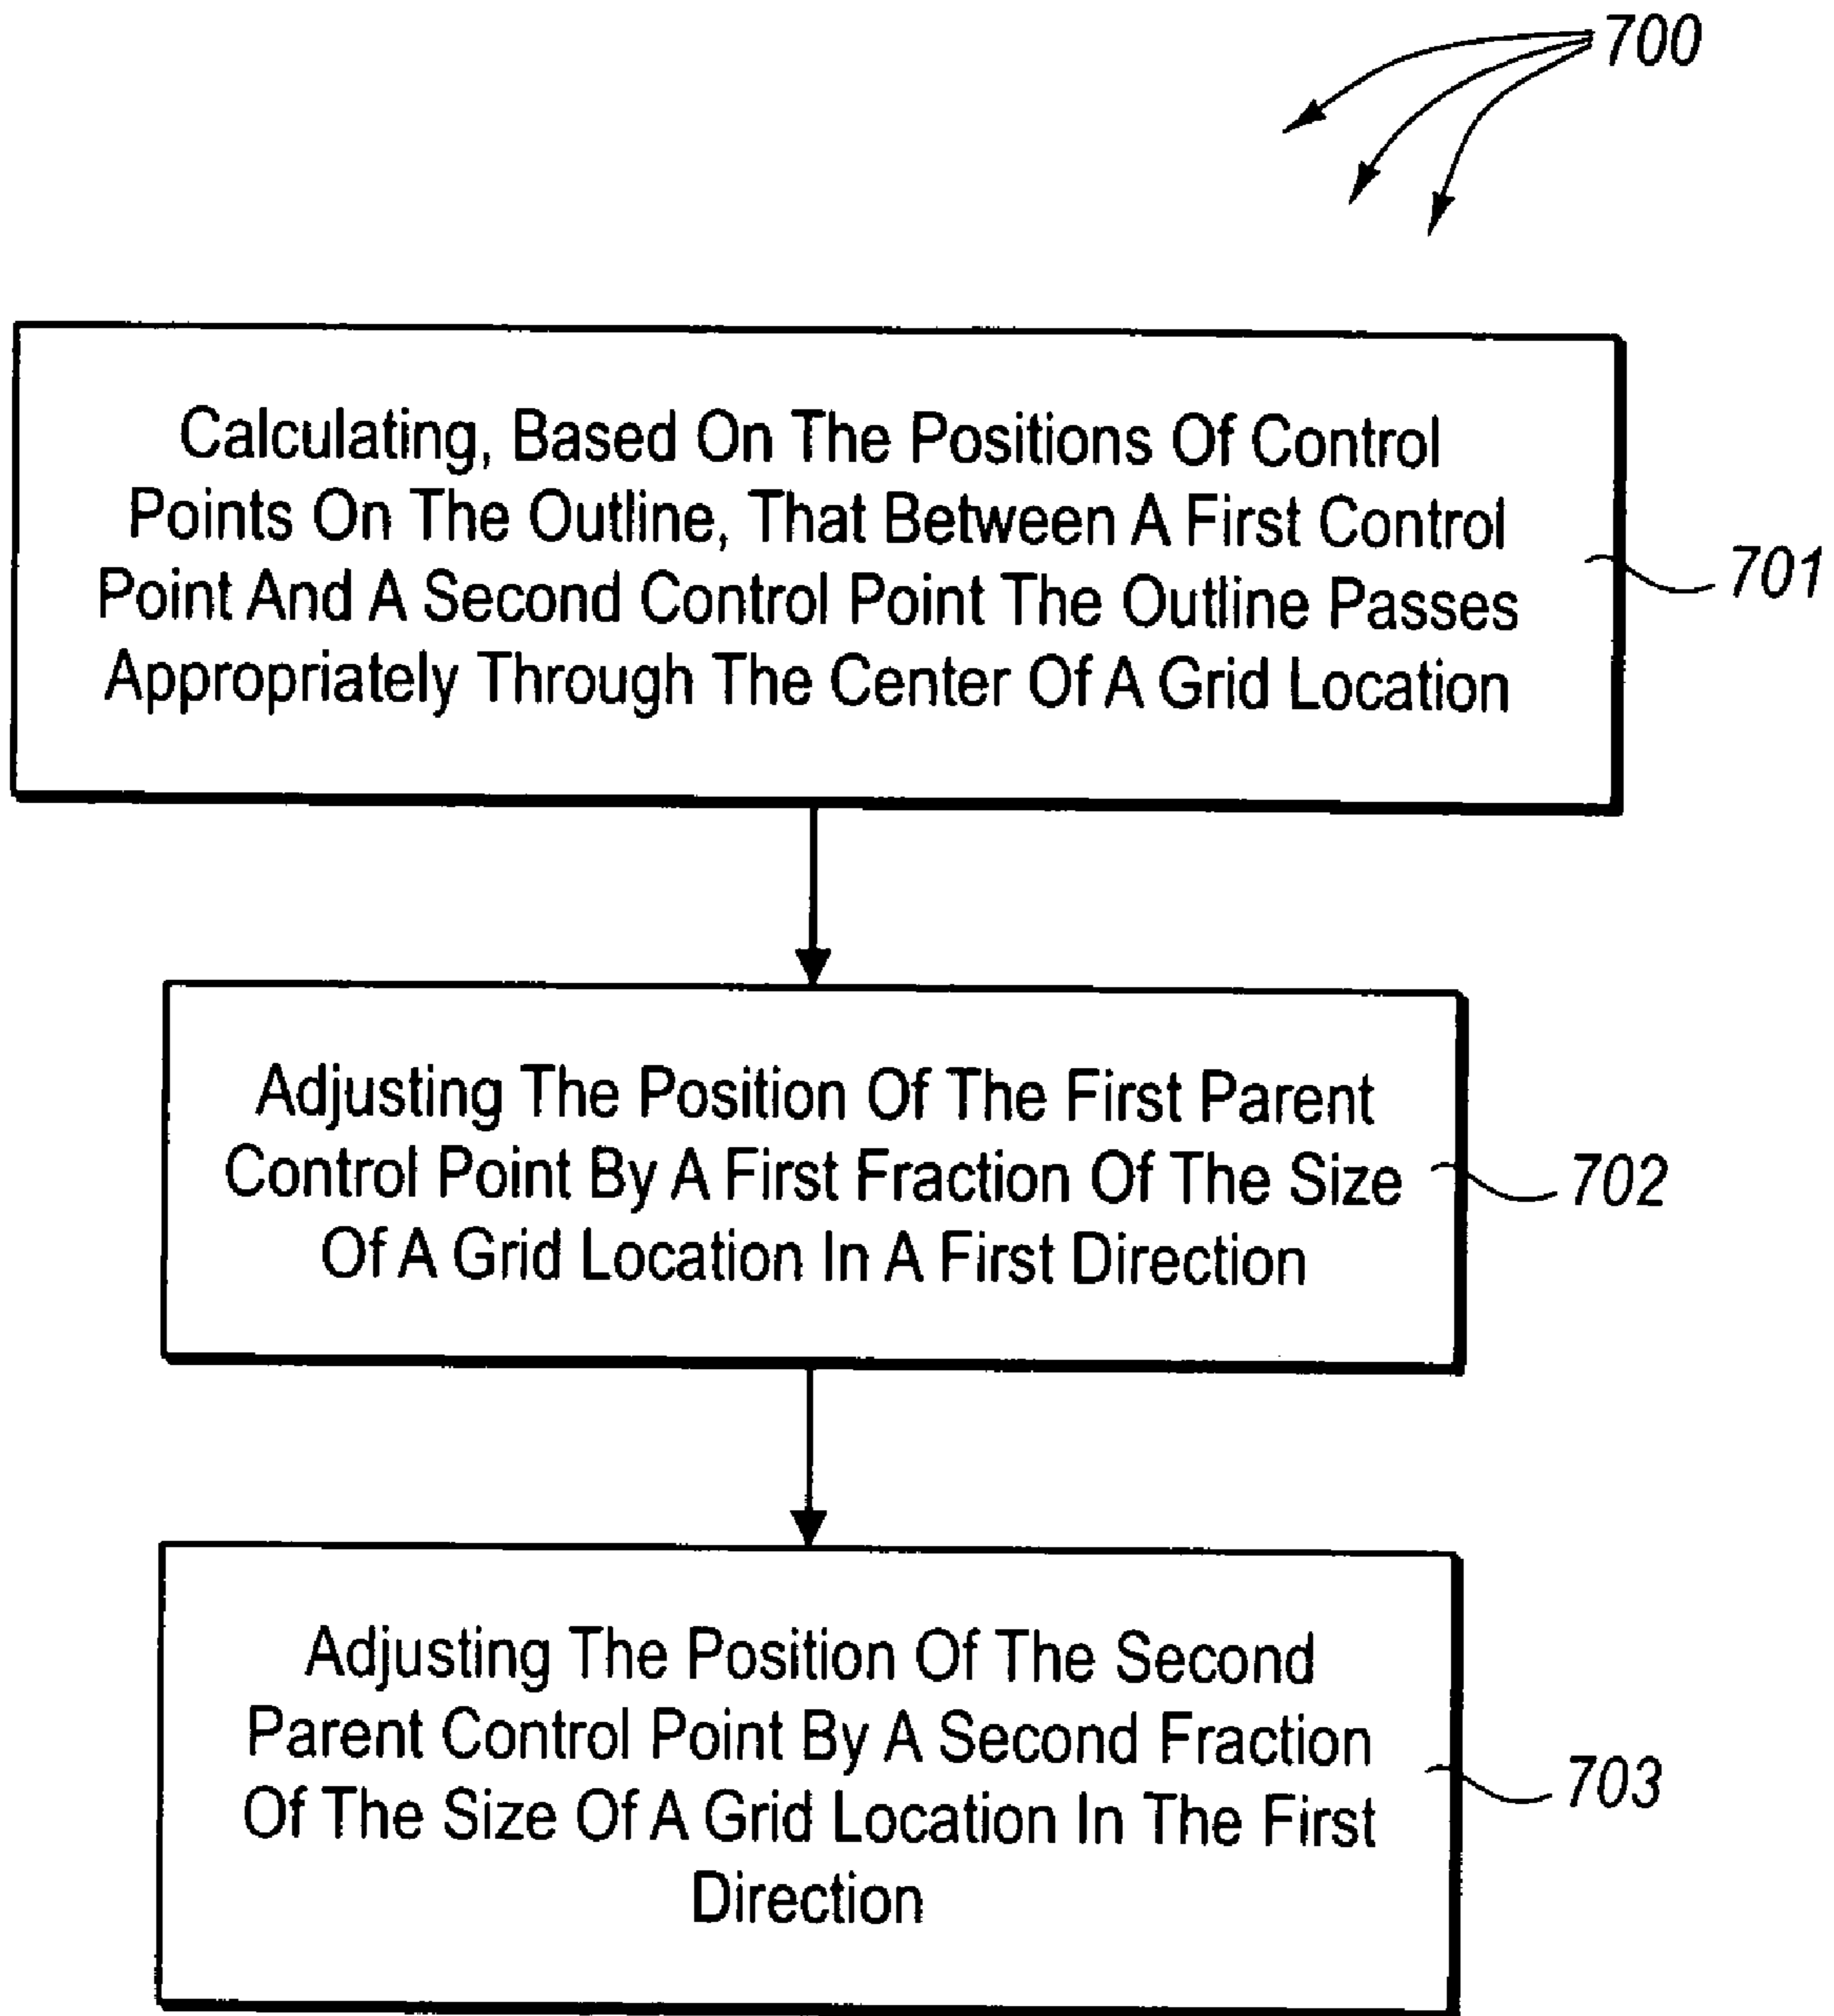 700
Calculating, Based On The Positions Of Control
Points On The Outline, That Between A First Control
Point And A Second Control Point The Outline Passes
Appropriately Through The Center Of A Grid Location
701
Adjusting The Position Of The First Parent
Control Point By A First Fraction Of The Size
Of A Grid Location In A First Direction
702
Adjusting The Position Of The Second
Parent Control Point By A Second Fraction
Of The Size Of A Grid Location In The First
Direction
703